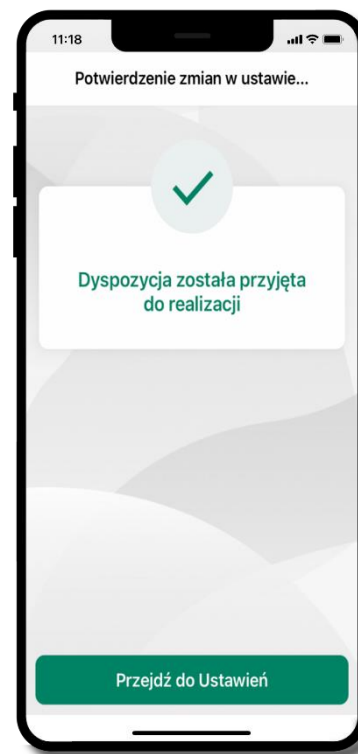 11:18
Potwierdzenie zmian w ustawie...
Dyspozycja została przyjęta
do realizacji
Przejdź do Ustawień